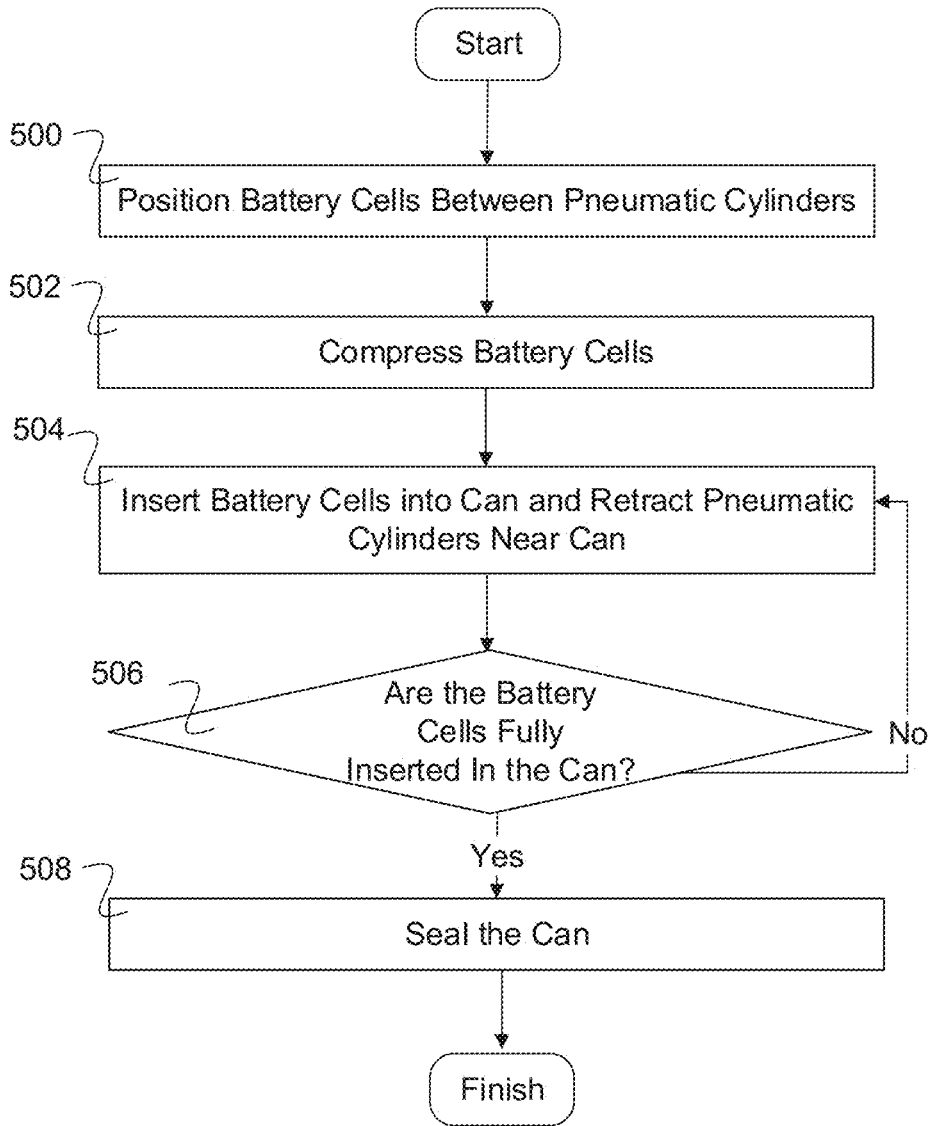 Start
500
Position Battery Cells Between Pneumatic Cylinders
502
Compress Battery Cells
504
Insert Battery Cells into Can and Retract Pneumatic
Cylinders Near Can
506
Are the Battery
Cells Fully
Inserted In the Can?
No
Yes
508
Seal the Can
Finish